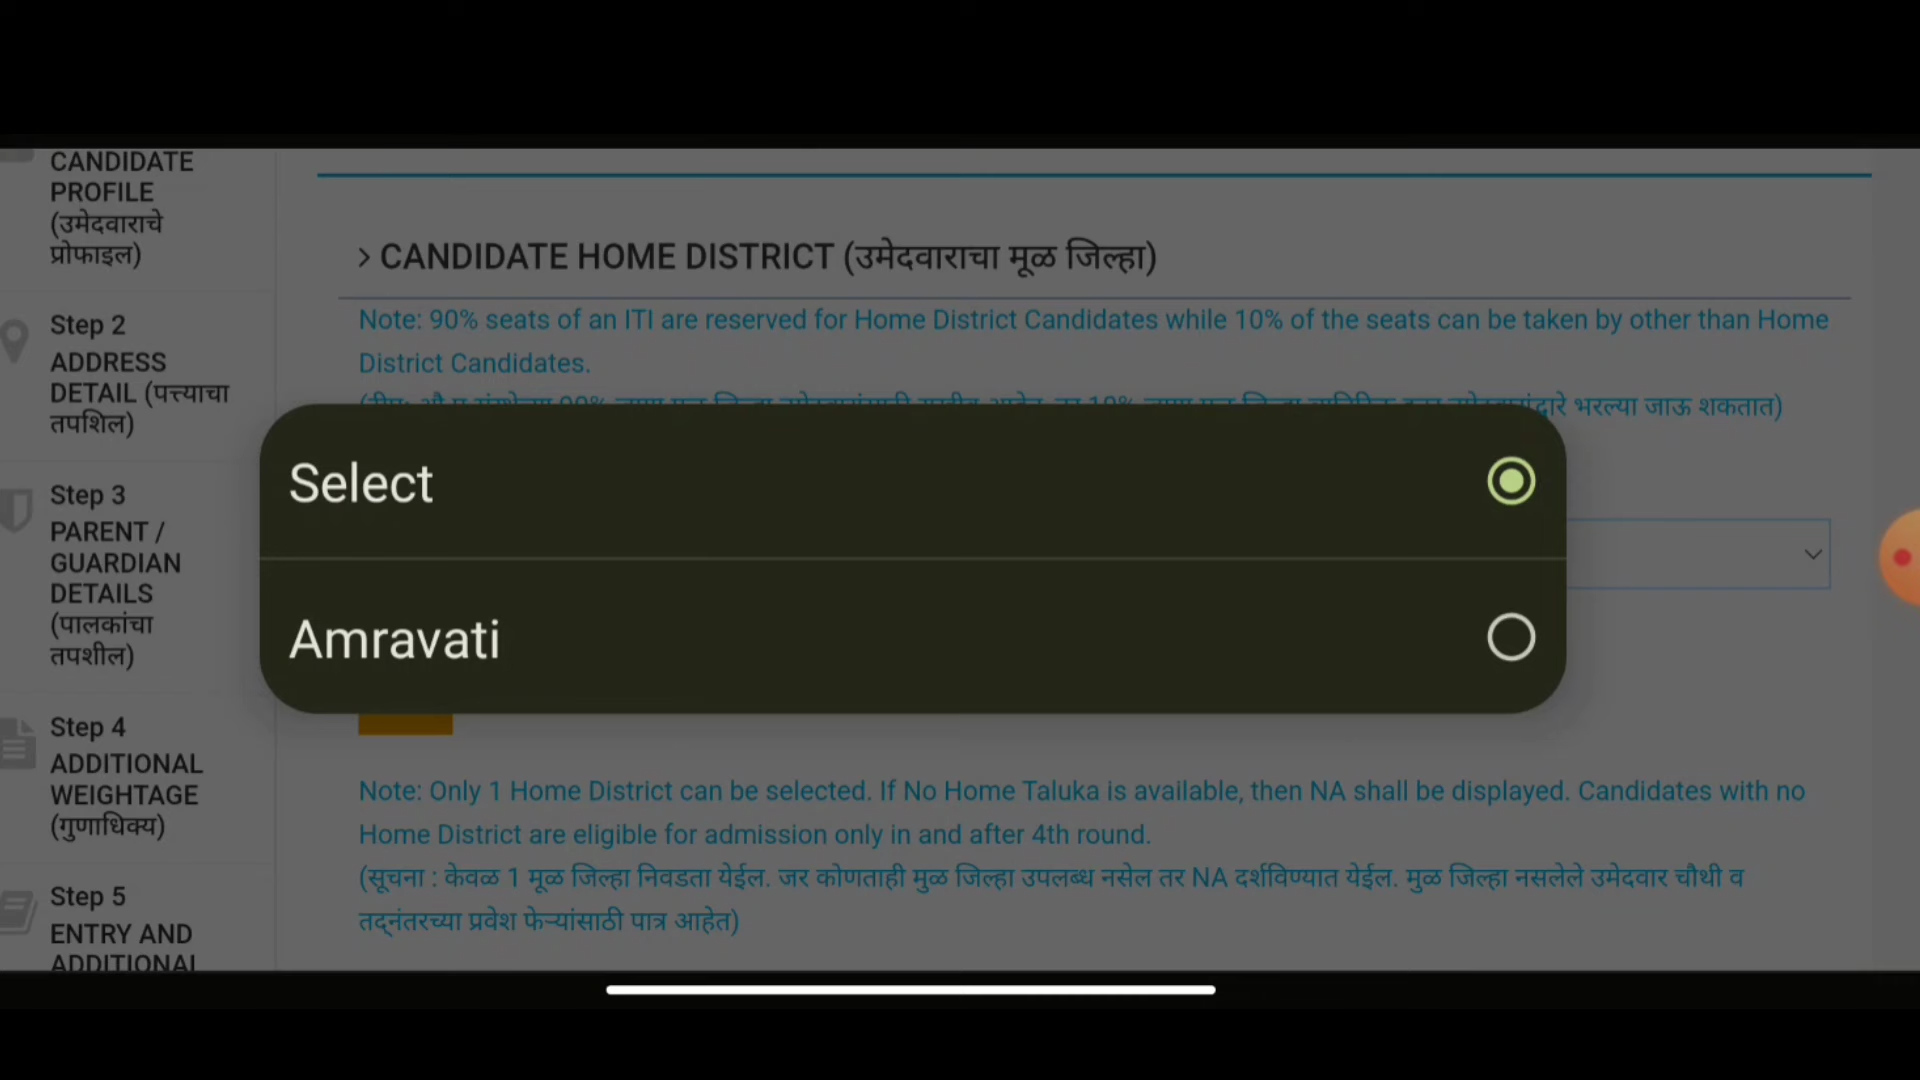 CANDIDATE
PROFILE
(उमेदवाराचे
प्रोफाइल)
Step 2
ADDRESS
DETAIL (पत्त्याचा
तपशिल)
Step 3
PARENT /
GUARDIAN
DETAILS
(पालकांचा
तपशील)
Step 4
ADDITIONAL
WEIGHTAGE
(गुणाधिक्य)
Step 5
ENTRY AND
ADDITIONAL
> CANDIDATE HOME DISTRICT (उमेदवाराचा मूळ जिल्हा)
Note: 90% seats of an ITI are reserved for Home District Candidates while 10% of the seats can be taken by other than Home
District Candidates.
भरल्या जाऊ शकतात)
Select
Amravati
Note: Only 1 Home District can be selected. If No Home Taluka is available, then NA shall be displayed. Candidates with no
Home District are eligible for admission only in and after 4th round.
(सूचना : केवळ 1 मूळ जिल्हा निवडता येईल. जर कोणताही मुळ जिल्हा उपलब्ध नसेल तर NA दर्शविण्यात येईल. मुळ जिल्हा नसलेले उमेदवार चौथी व
तद्नंतरच्या प्रवेश फेऱ्यांसाठी पात्र आहेत)